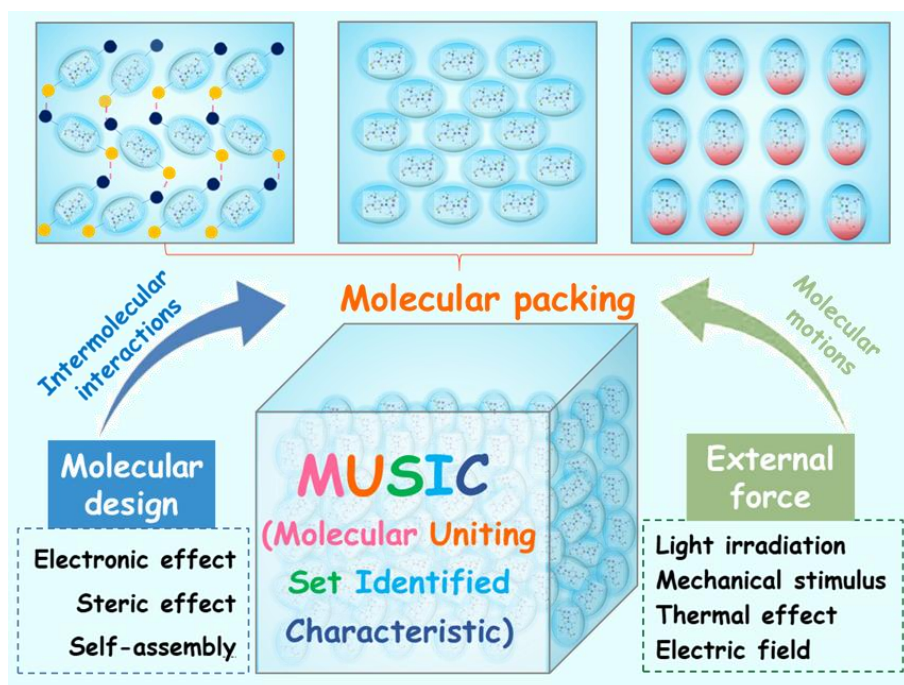 Intermolecular
interactions
Molecular packing
Molecular
motions
Molecular
design
Electronic effect
Steric effect
Self-assembly
MUSIC
(Molecular Uniting
Set Identified
Characteristic)
External
force
Light irradiation
Mechanical stimulus
Thermal effect
Electric field